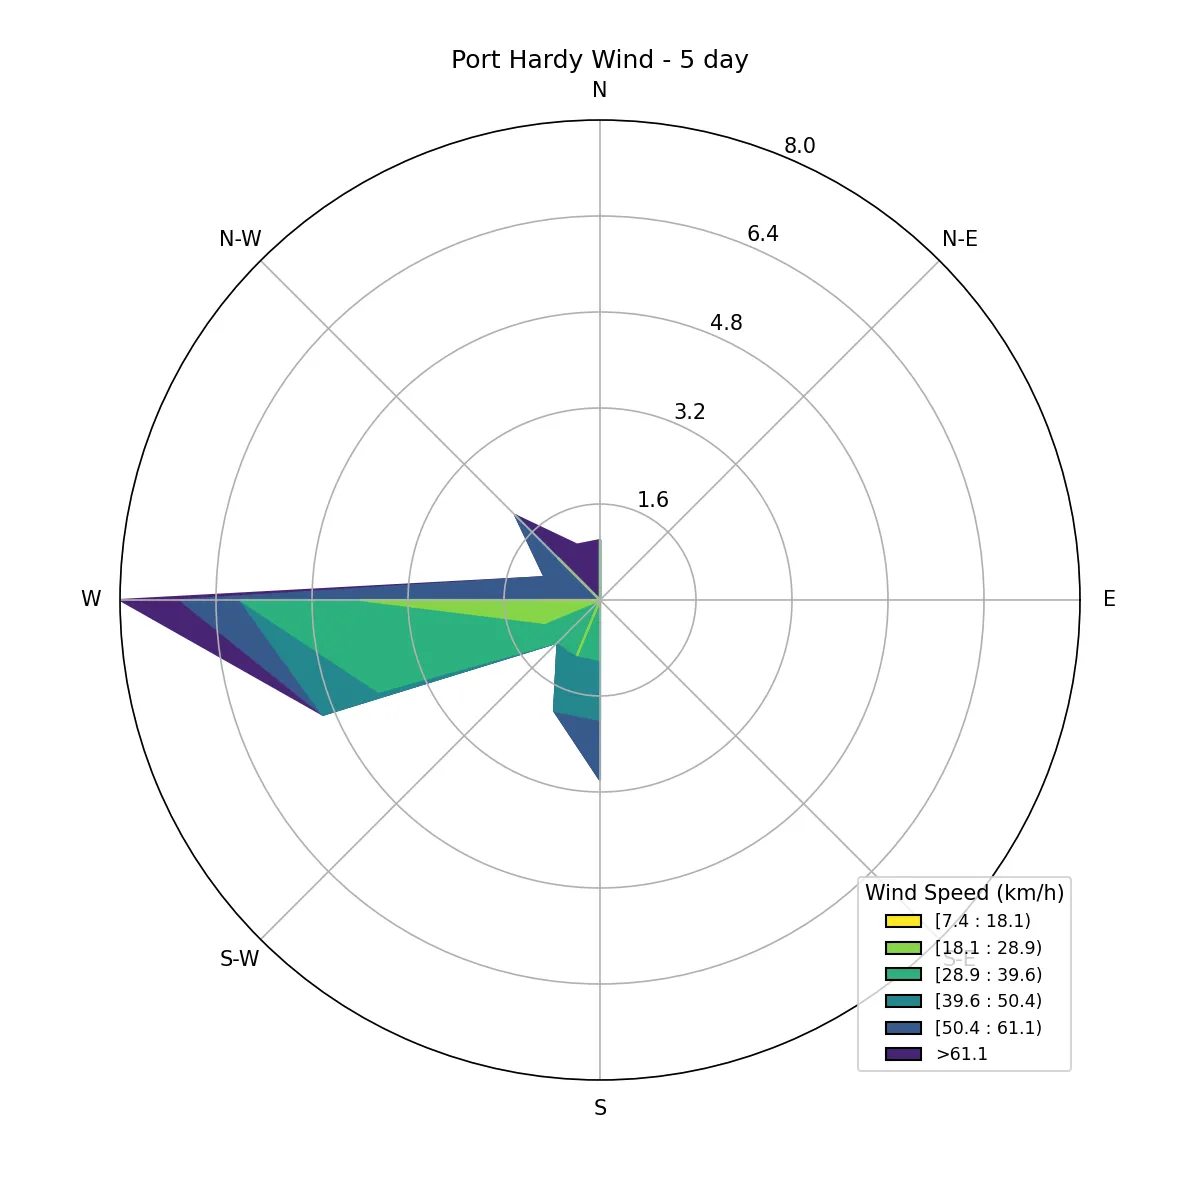 Port Hardy Wind - 5 day
N
8.0
N-W
N-E
6.4
4.8
3.2
1.6
W
E
Wind Speed (km/h)
[7.4 : 18.1)
[18.1 : 28.9)
S-W
S-E
[28.9 : 39.6)
[39.6 : 50.4)
[50.4 : 61.1)
>61.1
S